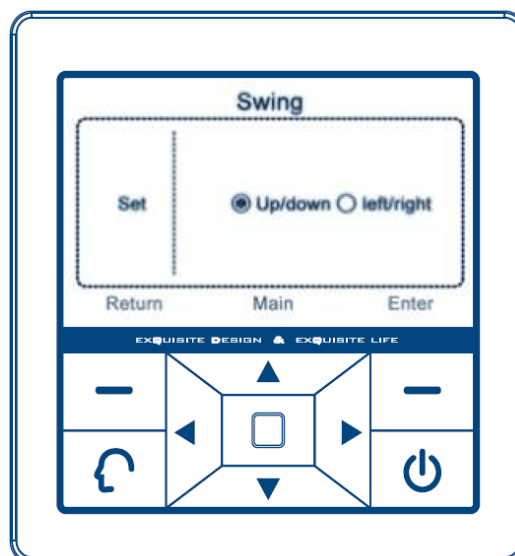 Swing
Set
Up/down left/right
Return Main Enter
EXQUISITE DESIGN & EXQUISITE LIFE